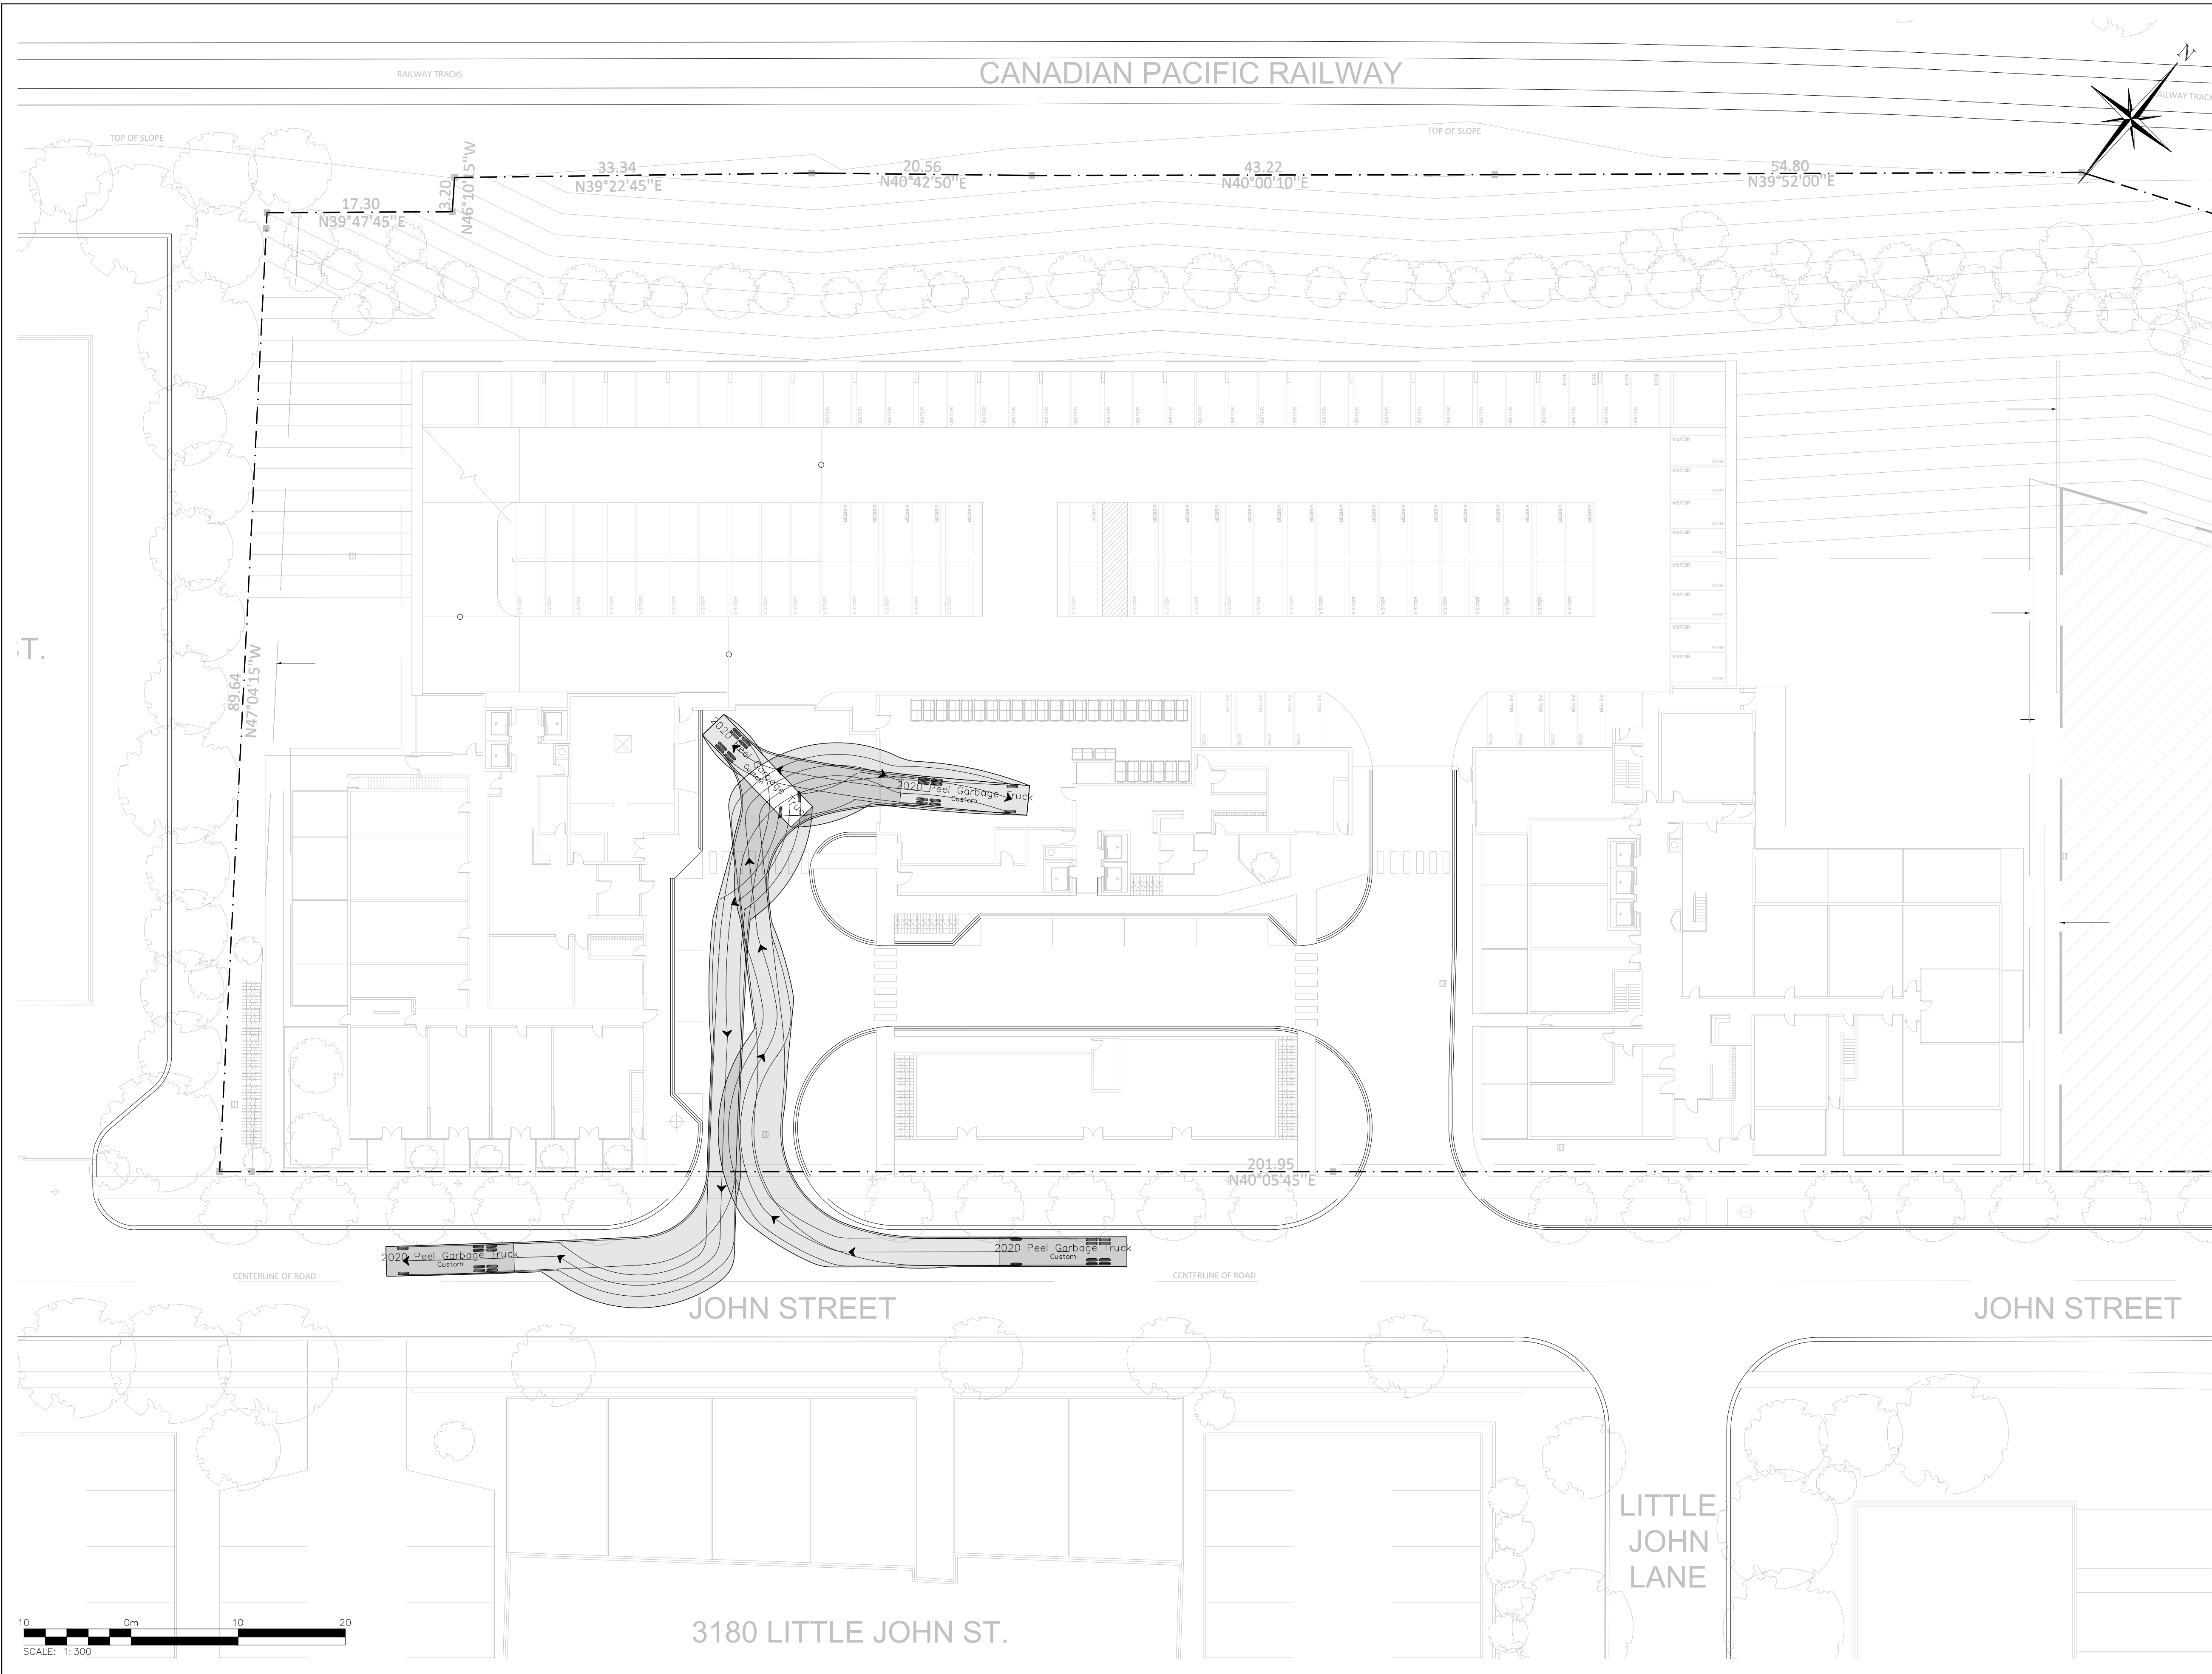 CANADIAN PACIFIC RAILWAY
RAILWAY TRACKS
N
RAILWAY TRACK
TOP OF SLOPE
TOP OF SLOPE
33.34
N39°22'45"E
20.56
N40°42'50"E
43.22
N40°00'10"E
54.80
N39°52'00"E
3.20
N46°10'15"W
17.30
N39°47'45"E
VISITOR
EVSE
ST.
89.64
N47°04'15"W
2020 Peel Garbage Truck
Custom
2020 Peel Garbage Truck
Custom
201.95
N40°05'45"E
2020 Peel Garbage Truck
Custom
2020 Peel Garbage Truck
Custom
CENTERLINE OF ROAD
CENTERLINE OF ROAD
JOHN STREET
JOHN STREET
LITTLE
JOHN
LANE
3180 LITTLE JOHN ST.
10 0m 10 20
SCALE: 1:300